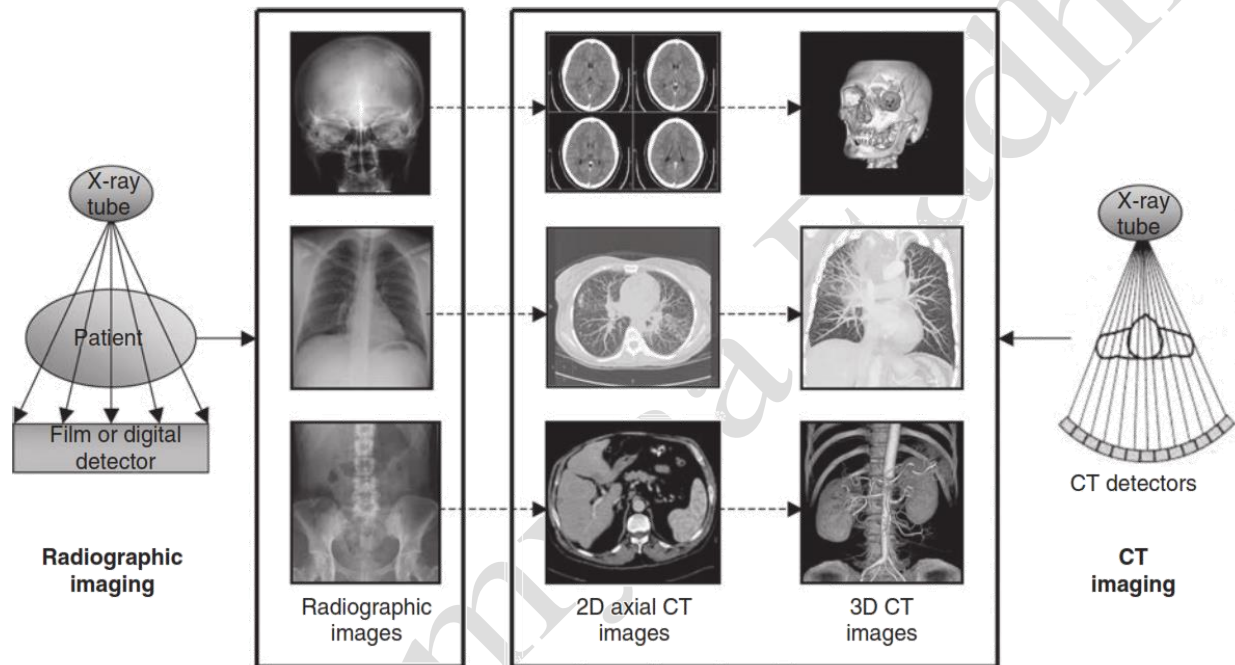 X-ray
tube
Patient
Film or digital
detector
Radiographic
imaging
Radiographic
images
2D axial CT
images
3D CT
images
X-ray
tube
CT detectors
CT
imaging